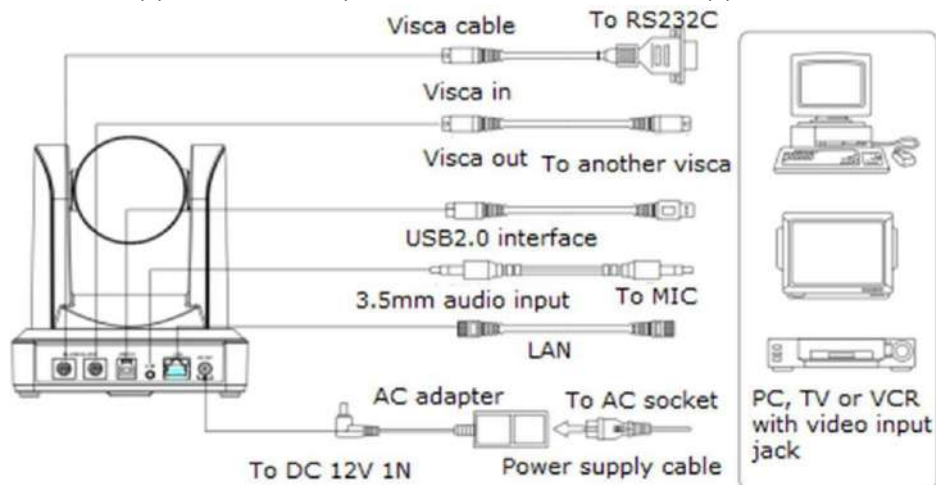 Visca cable
To RS232C
Visca in
Visca out
To another visca
USB2.0 interface
3.5mm audio input
To MIC
LAN
AC adapter
To AC socket
To DC 12V 1N
Power supply cable
PC, TV or VCR
with video input
jack